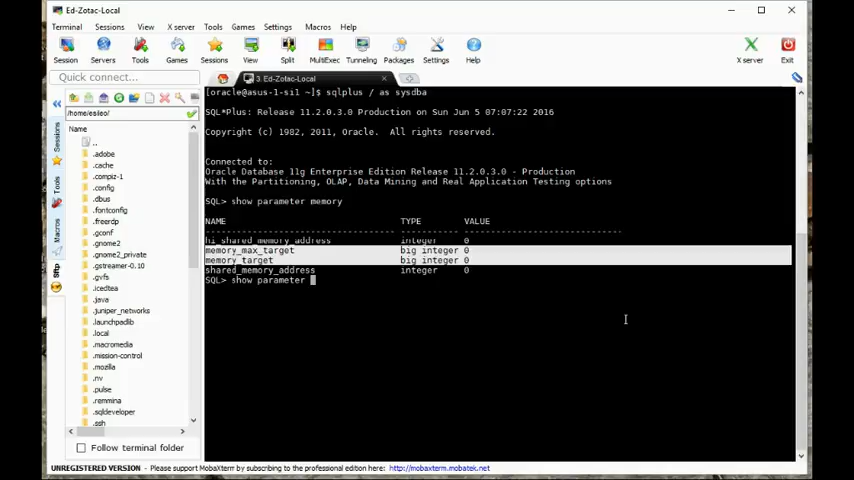 Ed-Zotac-Local
Terminal Sessions View X server Tools Games Settings Macros Help
Session Servers Tools Games Sessions View Split MultiExec Tunneling Packages Settings Help X server Exit
Quick connect...
3. Ed-Zotac-Local
/home/esileo/
Name
..
.adobe
.cache
.compiz-1
.config
.dbus
.fontconfig
.freerdp
.gconf
.gnome2
.gnome2_private
.gstreamer-0.10
.gvfs
.icedtea
.java
.juniper_networks
.launchpadlib
.local
.macromedia
.mission-control
.mozilla
.nv
.pulse
.remmina
.sqldeveloper
.ssh
Sessions
Tools
Macros
Sftp
[oracle@asus-1-sil ~]$ sqlplus / as sysdba
SQL*Plus: Release 11.2.0.3.0 Production on Sun Jun 5 07:07:22 2016
Copyright (c) 1982, 2011, Oracle. All rights reserved.
Connected to:
Oracle Database 11g Enterprise Edition Release 11.2.0.3.0 - Production
With the Partitioning, OLAP, Data Mining and Real Application Testing options
SQL> show parameter memory
NAME TYPE VALUE
------------------------------------ ----------- ------------------------------
hi_shared_memory_address integer 0
memory_max_target big integer 0
memory_target big integer 0
shared_memory_address integer 0
SQL> show parameter
Follow terminal folder
UNREGISTERED VERSION - Please support MobaXterm by subscribing to the professional edition here: http://mobaxterm.mobatek.net